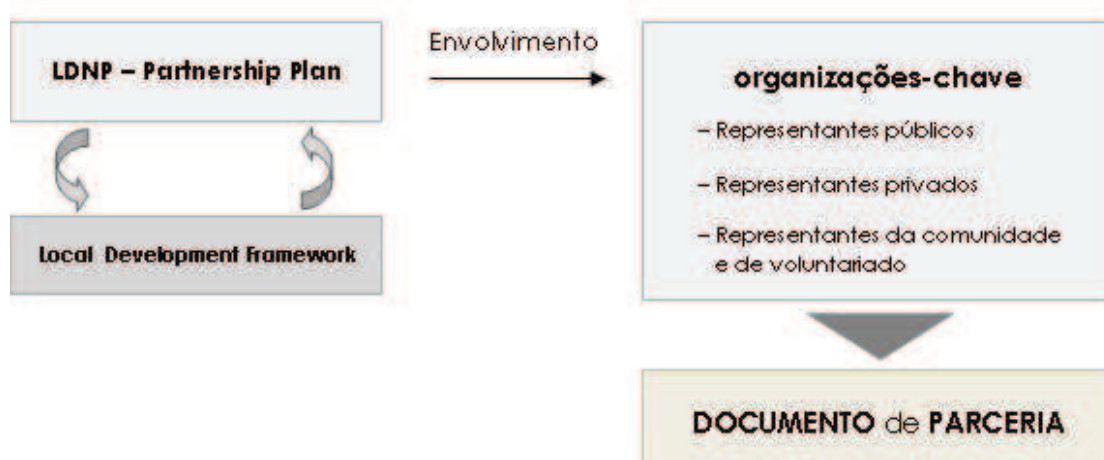 LDNP – Partnership Plan
Local Development Framework
Envolvimento
organizações-chave
– Representantes públicos
– Representantes privados
– Representantes da comunidade
e de voluntariado
DOCUMENTO de PARCERIA